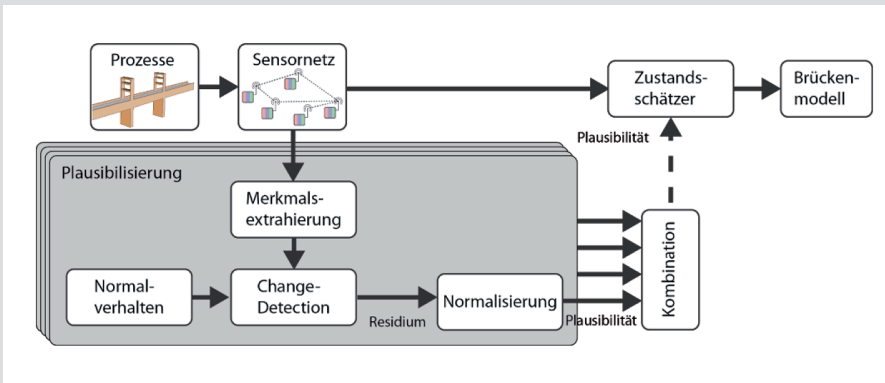 Prozesse
Sensornetz
Zustands-
schätzer
Brücken-
modell
Plausibilität
Plausibilisierung
Merkmals-
extrahierung
Normal-
verhalten
Change-
Detection
Residium
Normalisierung
Plausibilität
Kombination